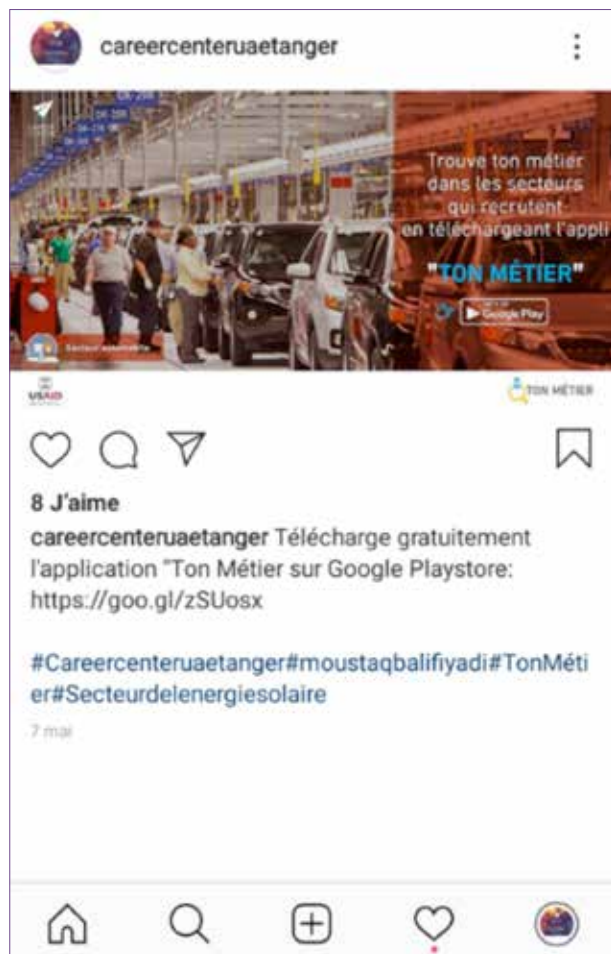 careercenteruaetanger
Trouve ton métier
dans les secteurs
qui recrutent
en téléchargeant l'appli
"TON MÉTIER"
Google Play
Secteur automobile
USAID
TON MÉTIER
8 J'aime
careercenteruaetanger Télécharge gratuitement
l'application "Ton Métier sur Google Playstore:
https://goo.gl/zSUosx
#Careercenteruaetanger#moustaqbalifiyadi#TonMéti
er#Secteurdelenergiesolaire
7 mai